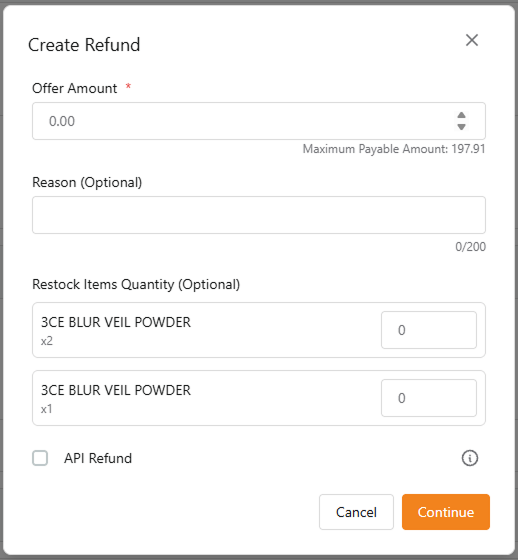 Create Refund
Offer Amount *
0.00
Maximum Payable Amount: 197.91
Reason (Optional)
0/200
Restock Items Quantity (Optional)
3CE BLUR VEIL POWDER
x2
0
3CE BLUR VEIL POWDER
x1
0
API Refund
Cancel
Continue